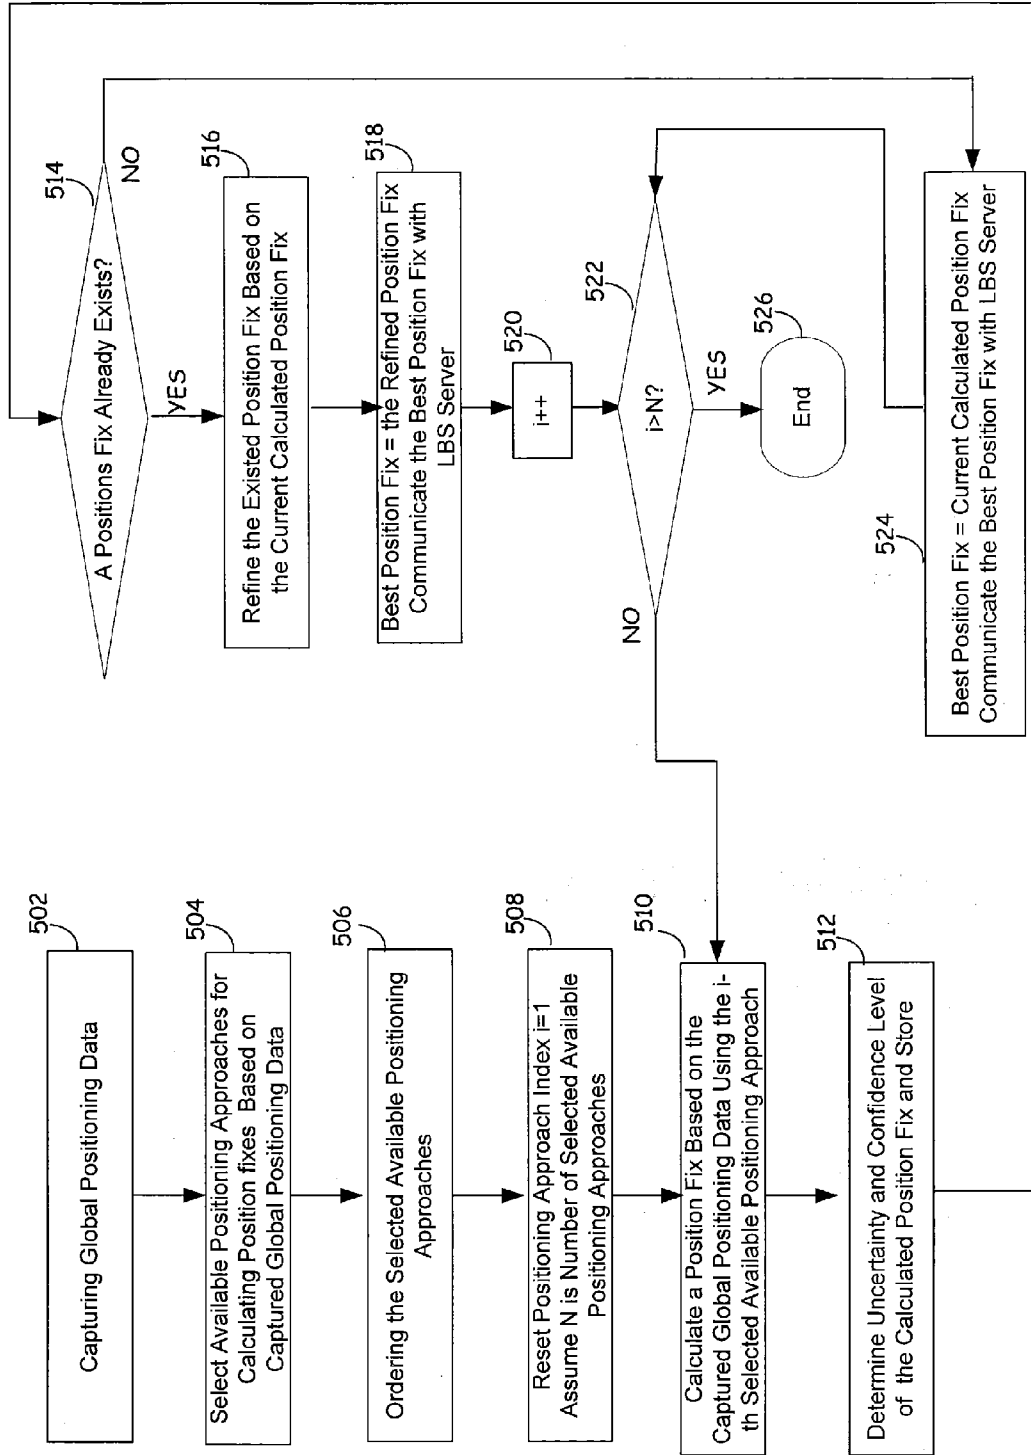 502
Capturing Global Positioning Data
504
Select Available Positioning Approaches for
Calculating Position fixes Based on
Captured Global Positioning Data
506
Ordering the Selected Available Positioning
Approaches
508
Reset Positioning Approach Index i=1
Assume N is Number of Selected Available
Positioning Approaches
510
Calculate a Position Fix Based on the
Captured Global Positioning Data Using the i-
th Selected Available Positioning Approach
512
Determine Uncertainty and Confidence Level
of the Calculated Position Fix and Store
514
A Positions Fix Already Exists?
NO
YES
516
Refine the Existed Position Fix Based on
the Current Calculated Position Fix
518
Best Position Fix = the Refined Position Fix
Communicate the Best Position Fix with
LBS Server
520
i++
522
i>N?
NO
YES
526
End
524
Best Position Fix = Current Calculated Position Fix
Communicate the Best Position Fix with LBS Server